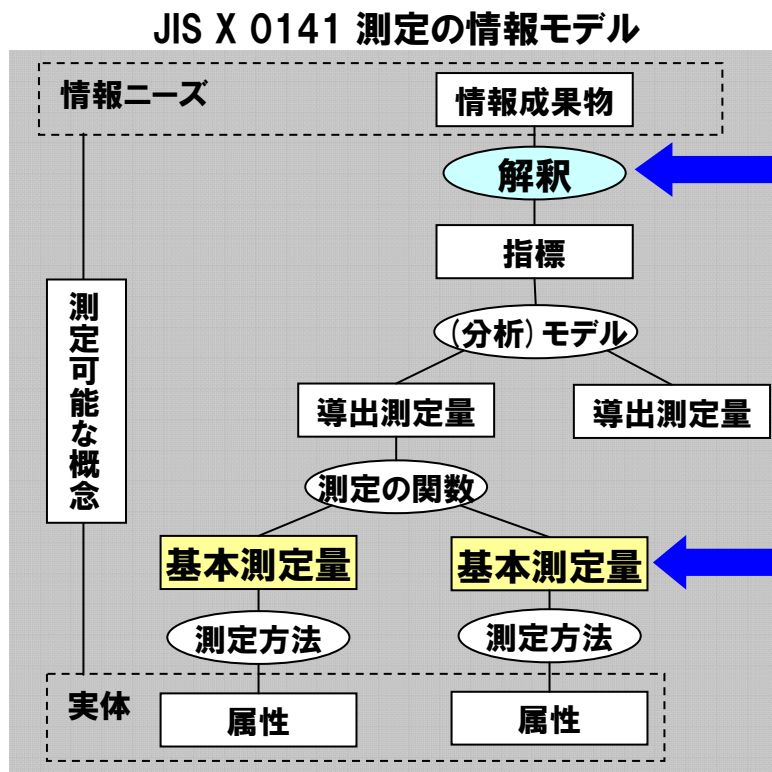 JIS X 0141 測定の情報モデル
情報ニーズ
情報成果物
解釈
指標
(分析)モデル
測定可能な概念
導出測定量
導出測定量
測定の関数
基本測定量
基本測定量
測定方法
測定方法
実体
属性
属性